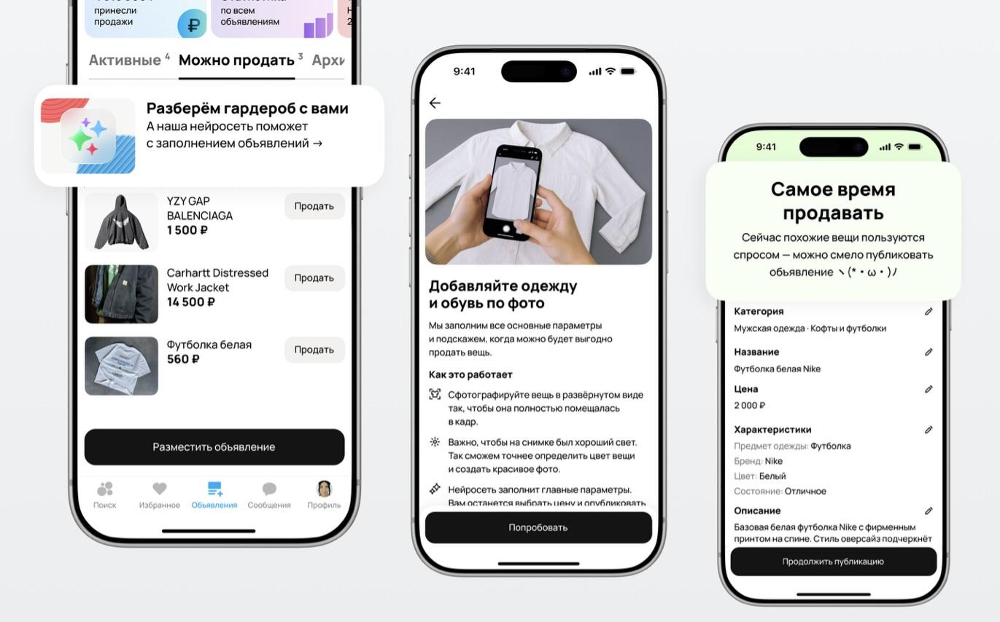 принесли
продажи
по всем
объявлениям
Активные 4
Можно продать 3
Архи
Разберём гардероб с вами
А наша нейросеть поможет
с заполнением объявлений →
YZY GAP
BALENCIAGA
1 500 ₽
Продать
Carhartt Distressed
Work Jacket
14 500 ₽
Продать
Футболка белая
560 ₽
Продать
Разместить объявление
Поиск
Избранное
Объявления
Сообщения
Профиль
9:41
Добавляйте одежду
и обувь по фото
Мы заполним все основные параметры
и подскажем, когда можно будет выгодно
продать вещь.
Как это работает
Сфотографируйте вещь в развёрнутом виде
так, чтобы она полностью помещалась
в кадр.
Важно, чтобы на снимке был хороший свет.
Так сможем точнее определить цвет вещи
и создать красивое фото.
Нейросеть заполнит главные параметры.
Вам останется выбрать цену и опубликовать
Попробовать
9:41
Самое время
продавать
Сейчас похожие вещи пользуются
спросом — можно смело публиковать
объявление ヽ(*・ω・)ﾉ
Категория
Мужская одежда · Кофты и футболки
Название
Футболка белая Nike
Цена
2 000 ₽
Характеристики
Предмет одежды: Футболка
Бренд: Nike
Цвет: Белый
Состояние: Отличное
Описание
Базовая белая футболка Nike с фирменным
принтом на спине. Стиль оверсайз подчеркнёт
Продолжить публикацию